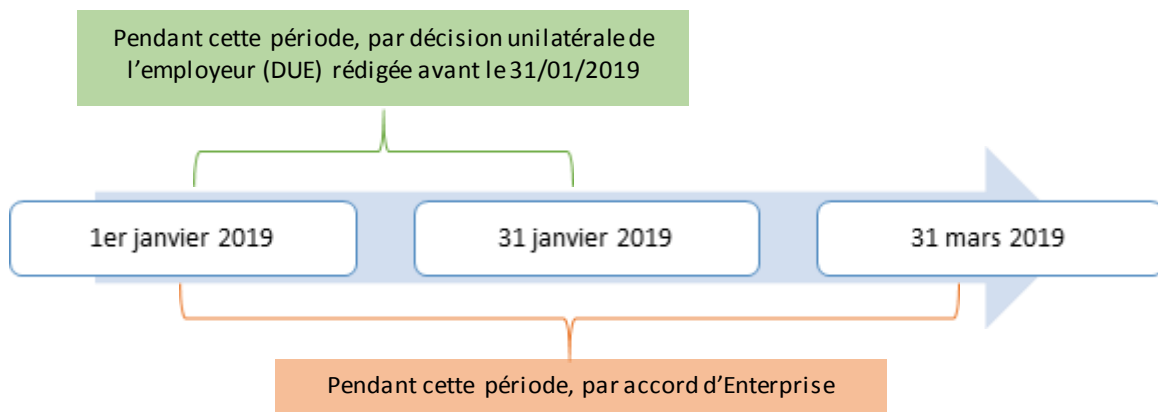 Pendant cette période, par décision unilatérale de
l'employeur (DUE) rédigée avant le 31/01/2019
1er janvier 2019
31 janvier 2019
31 mars 2019
Pendant cette période, par accord d'Enterprise